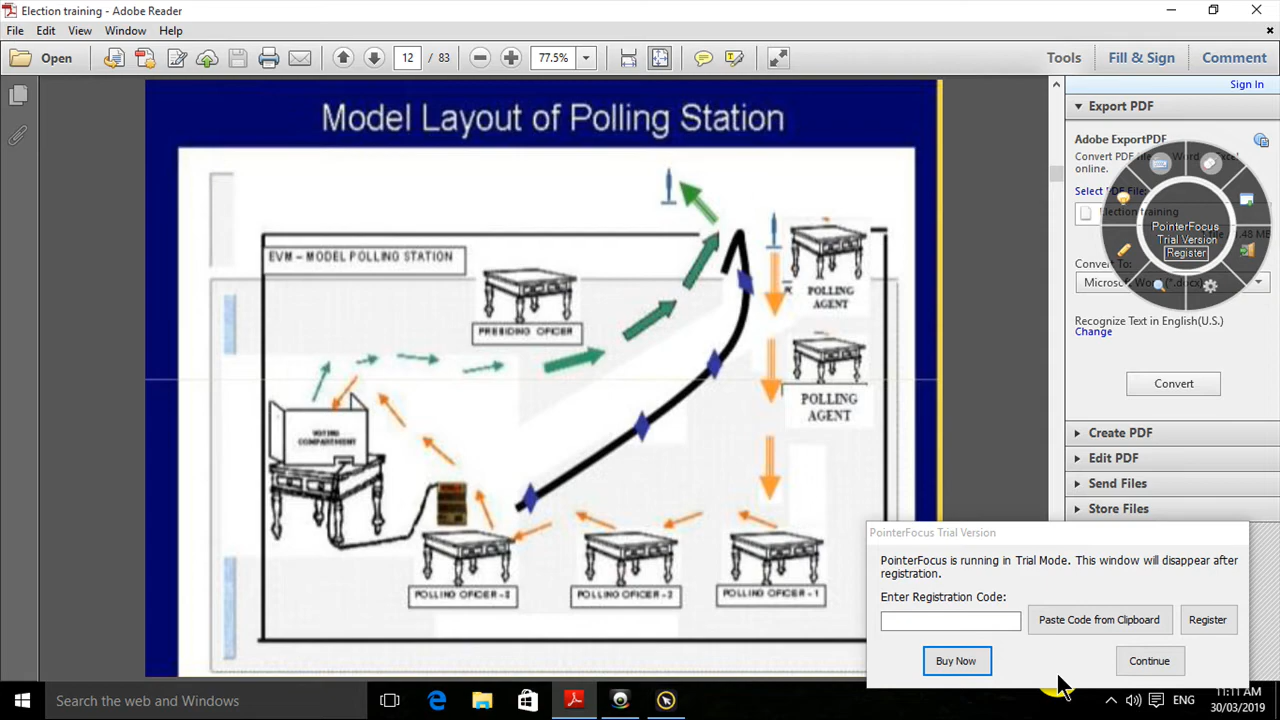 Election training - Adobe Reader
File Edit View Window Help
Open 12 / 83 77.5% Tools Fill & Sign Comment
Sign In
Model Layout of Polling Station
EVM – MODEL POLLING STATION
PRESIDING OFICER
POLLING
AGENT
POLLING
AGENT
VOTING
COMPARTMENT
POLLING OFICER -3 POLLING OFICER -2 POLLING OFICER - 1
Export PDF
Adobe ExportPDF
online.
Election training
Convert To:
Recognize Text in English(U.S.)
Change
Convert
Create PDF
Edit PDF
Send Files
Store Files
PointerFocus
Trial Version
Register
PointerFocus Trial Version
PointerFocus is running in Trial Mode. This window will disappear after
registration.
Enter Registration Code:
Paste Code from Clipboard Register
Buy Now Continue
Search the web and Windows
ENG
11:11 AM
30/03/2019